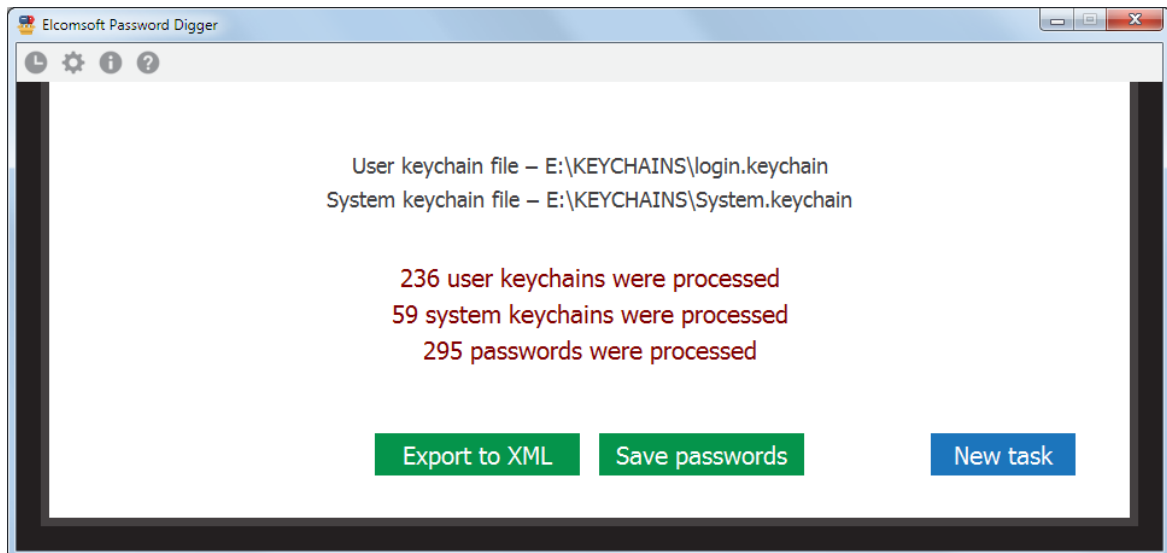 Elcomsoft Password Digger
User keychain file – E:\KEYCHAINS\login.keychain
System keychain file – E:\KEYCHAINS\System.keychain
236 user keychains were processed
59 system keychains were processed
295 passwords were processed
Export to XML Save passwords New task